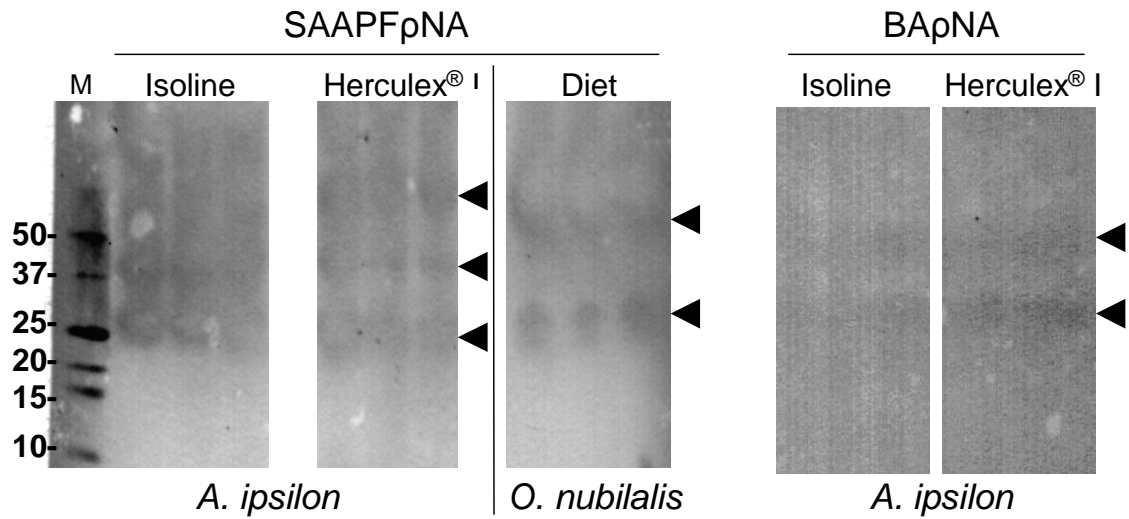 SAAPFρNA BAρNA
M Isoline Herculex® I Diet Isoline Herculex® I
50-
37-
25-
20-
15-
10-
A. ipsilon O. nubilalis A. ipsilon